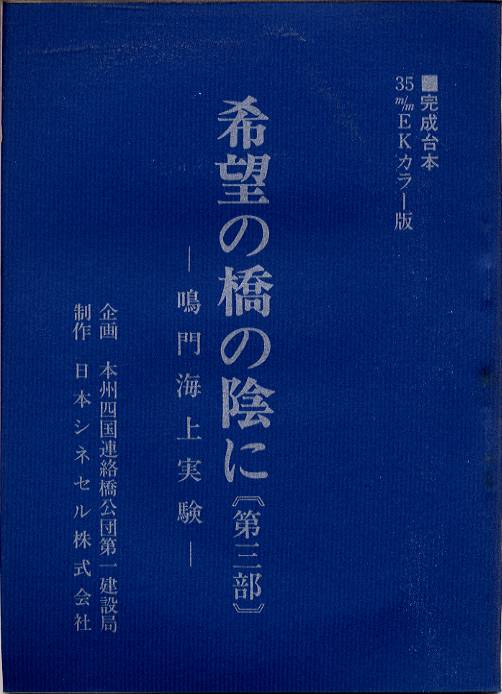 ■完成台本
35m/mEKカラー版
希望の橋の陰に〔第三部〕
―鳴門海上実験―
企画 本州四国連絡橋公団第一建設局
制作 日本シネセル株式会社